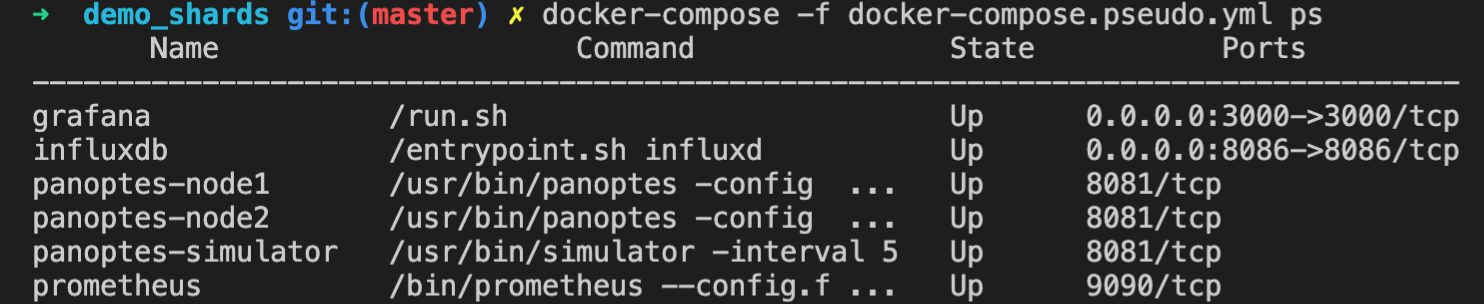 ➜  demo_shards git:(master) ✗ docker-compose -f docker-compose.pseudo.yml ps
       Name                     Command               State           Ports
-------------------------------------------------------------------------------------
grafana              /run.sh                          Up      0.0.0.0:3000->3000/tcp
influxdb             /entrypoint.sh influxd           Up      0.0.0.0:8086->8086/tcp
panoptes-node1       /usr/bin/panoptes -config  ...   Up      8081/tcp
panoptes-node2       /usr/bin/panoptes -config  ...   Up      8081/tcp
panoptes-simulator   /usr/bin/simulator -interval 5   Up      8081/tcp
prometheus           /bin/prometheus --config.f ...   Up      9090/tcp